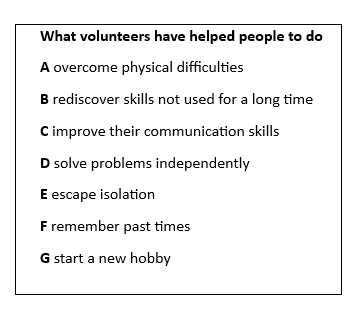 What volunteers have helped people to do
A overcome physical difficulties
B rediscover skills not used for a long time
C improve their communication skills
D solve problems independently
E escape isolation
F remember past times
G start a new hobby